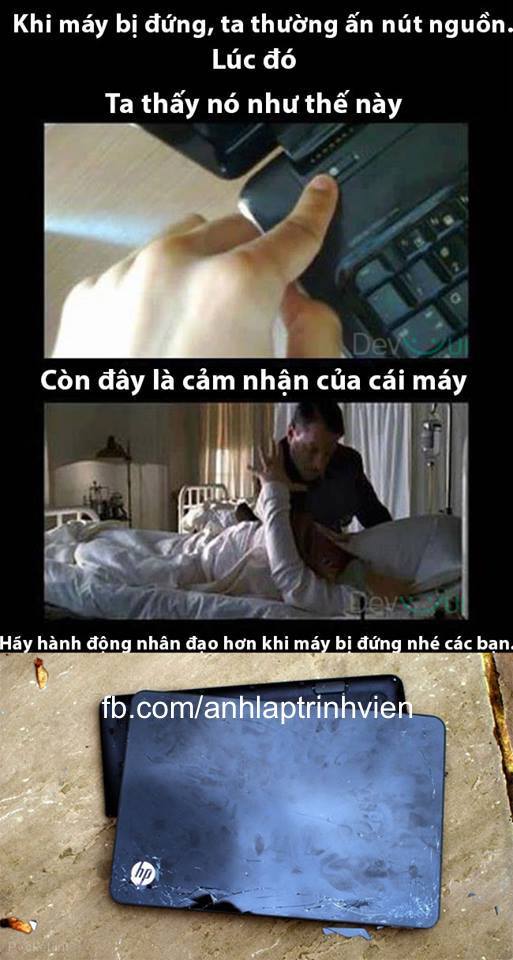 Khi máy bị đứng, ta thường ấn nút nguồn.
Lúc đó
Ta thấy nó như thế này
Còn đây là cảm nhận của cái máy
Hãy hành động nhân đạo hơn khi máy bị đứng nhé các bạn.
fb.com/anhlaptrinhvien
hp